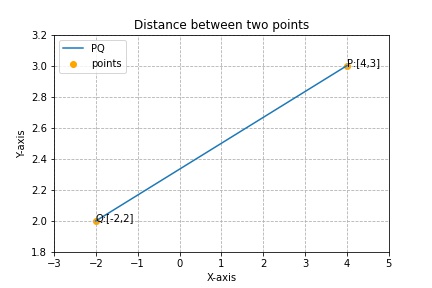 Distance between two points
PQ
points
3.2
3.0
2.8
2.6
2.4
2.2
2.0
1.8
Y-axis
P:[4,3]
Q:[-2,2]
−3 −2 −1 0 1 2 3 4 5
X-axis